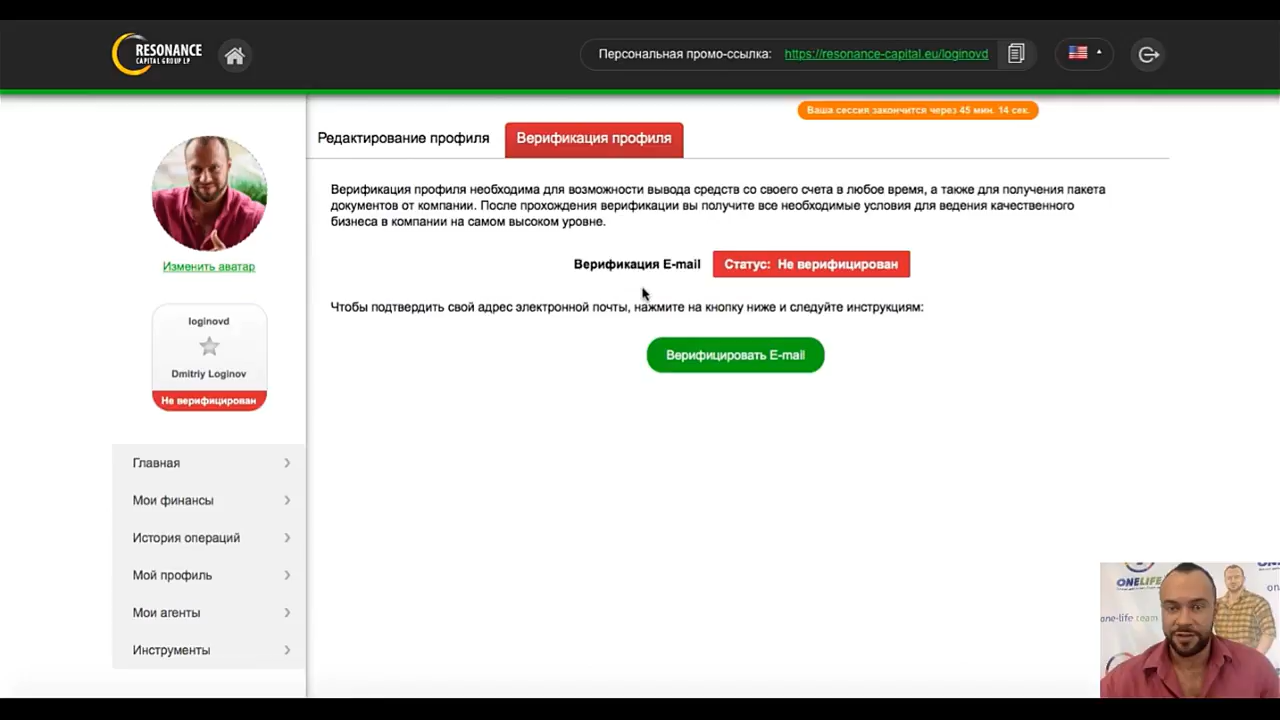 RESONANCE
CAPITAL GROUP LP
Персональная промо-ссылка: https://resonance-capital.eu/loginovd
Ваша сессия закончится через 45 мин. 14 сек.
Редактирование профиля
Верификация профиля
Верификация профиля необходима для возможности вывода средств со своего счета в любое время, а также для получения пакета
документов от компании. После прохождения верификации вы получите все необходимые условия для ведения качественного
бизнеса в компании на самом высоком уровне.
Верификация E-mail
Статус: Не верифицирован
Чтобы подтвердить свой адрес электронной почты, нажмите на кнопку ниже и следуйте инструкциям:
Верифицировать E-mail
Изменить аватар
loginovd
Dmitriy Loginov
Не верифицирован
Главная
Мои финансы
История операций
Мой профиль
Мои агенты
Инструменты
ONELIFE
one-life.team